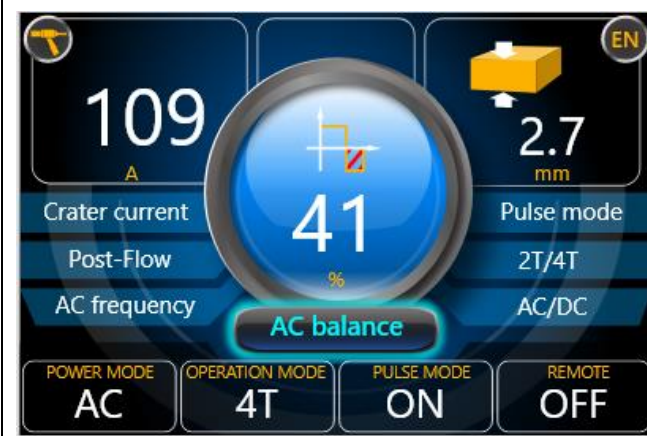 EN
109
A
2.7
mm
41
%
Crater current
Post-Flow
AC frequency
Pulse mode
2T/4T
AC/DC
AC balance
POWER MODE
AC
OPERATION MODE
4T
PULSE MODE
ON
REMOTE
OFF